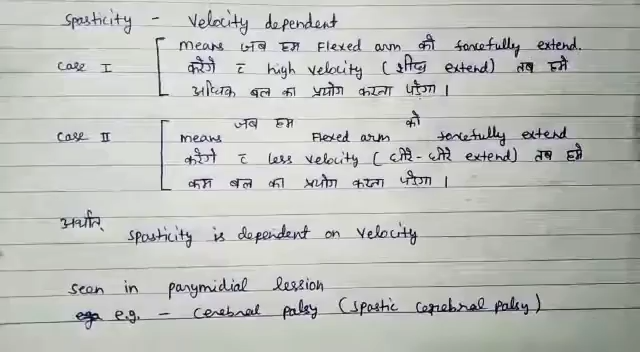 Spasticity - Velocity dependent
Case I means जब हम Flexed arm को forcefully extend.
करेंगे c̄ high velocity (शीघ्र extend) तब हमें
अधिक बल का प्रयोग करना पड़ेगा ।
जब हम को
Case II means Flexed arm forcefully extend
करेंगे c̄ less velocity (धीरे-धीरे extend) तब हमें
कम बल का प्रयोग करना पड़ेगा ।
अर्थात्,
Spasticity is dependent on Velocity
Seen in parymidial lession
e.g. - Cerebral palsy (Spastic Cerebral palsy)